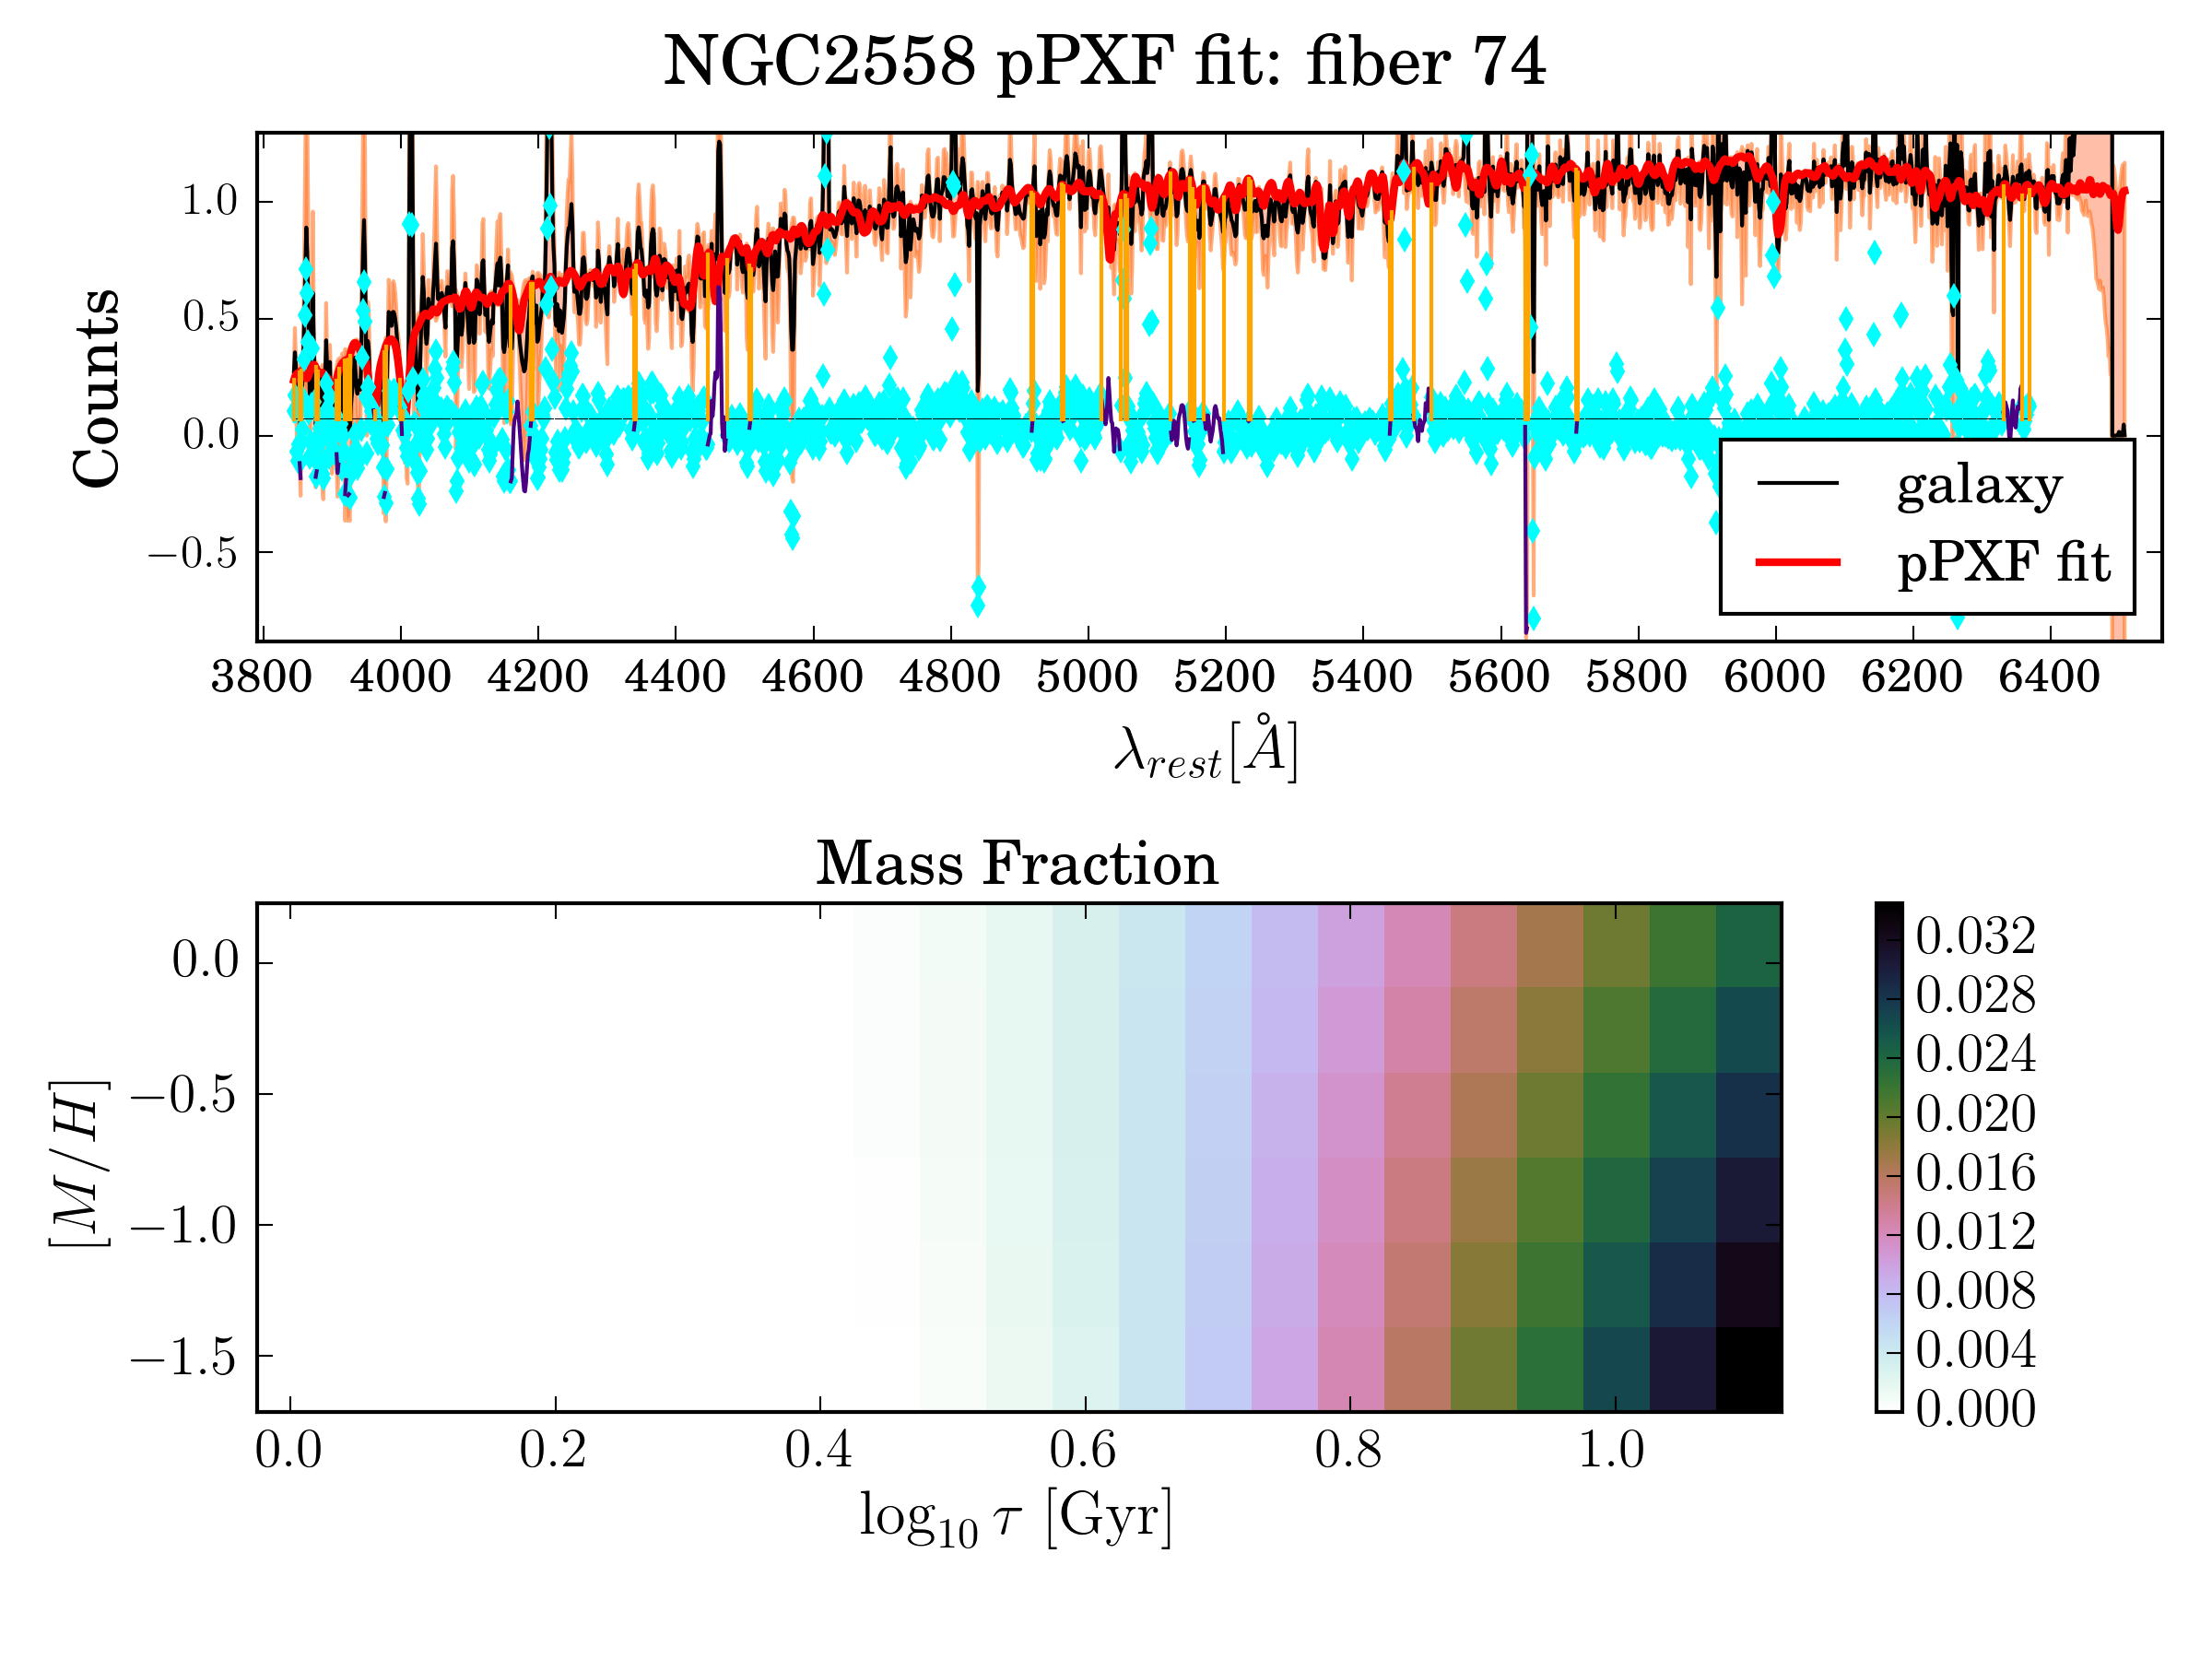 NGC2558 pPXF fit: fiber 74
Counts
1.0
0.5
0.0
−0.5
galaxy
pPXF fit
3800 4000 4200 4400 4600 4800 5000 5200 5400 5600 5800 6000 6200 6400
λ_rest[Å]
Mass Fraction
[M/H]
0.0
−0.5
−1.0
−1.5
0.0 0.2 0.4 0.6 0.8 1.0
log₁₀ τ [Gyr]
0.032
0.028
0.024
0.020
0.016
0.012
0.008
0.004
0.000